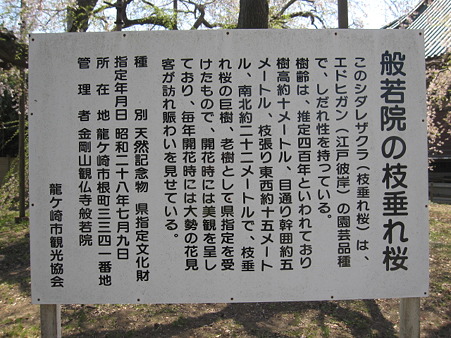 般若院の枝垂れ桜
このシタレザクラ(枝垂れ桜)は、
エドヒガン(江戸彼岸)の園芸品種
で、しだれ性を持っている。
樹齢は、推定四百年といわれており
樹高約十メートル、目通り幹囲約五
メートル、枝張り東西約十五メート
ル、南北約二十二メートルで、枝垂
れ桜の巨樹、老樹として県指定を受
けたもので、開花時には美観を呈し
ており、毎年開花時には大勢の花見
客が訪れ賑わいを見せている。
種 別 天然記念物 県指定文化財
指定年月日 昭和二十八年七月九日
所在地 龍ケ崎市根町三三四一番地
管理者 金剛山観仏寺般若院
龍ケ崎市観光協会